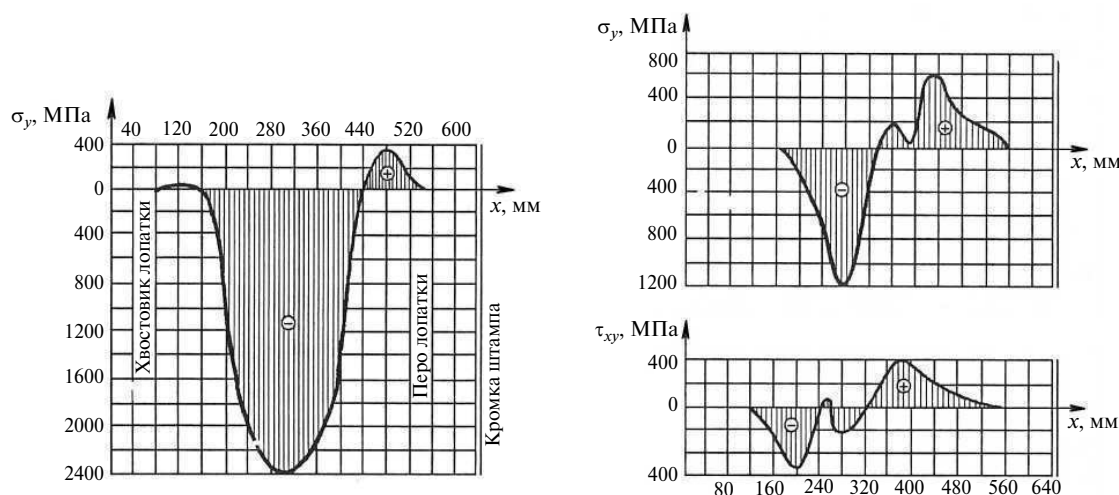 σy, МПа
40 120 200 280 360 440 520 600
400
0
x, мм
400
800
1200
1600
2000
2400
Хвостовик лопатки
Перо лопатки
Кромка штампа
+
−
σy, МПа
800
400
0
x, мм
400
800
1200
+
−
τxy, МПа
400
0
x, мм
400
+
−
80 160 240 320 400 480 560 640